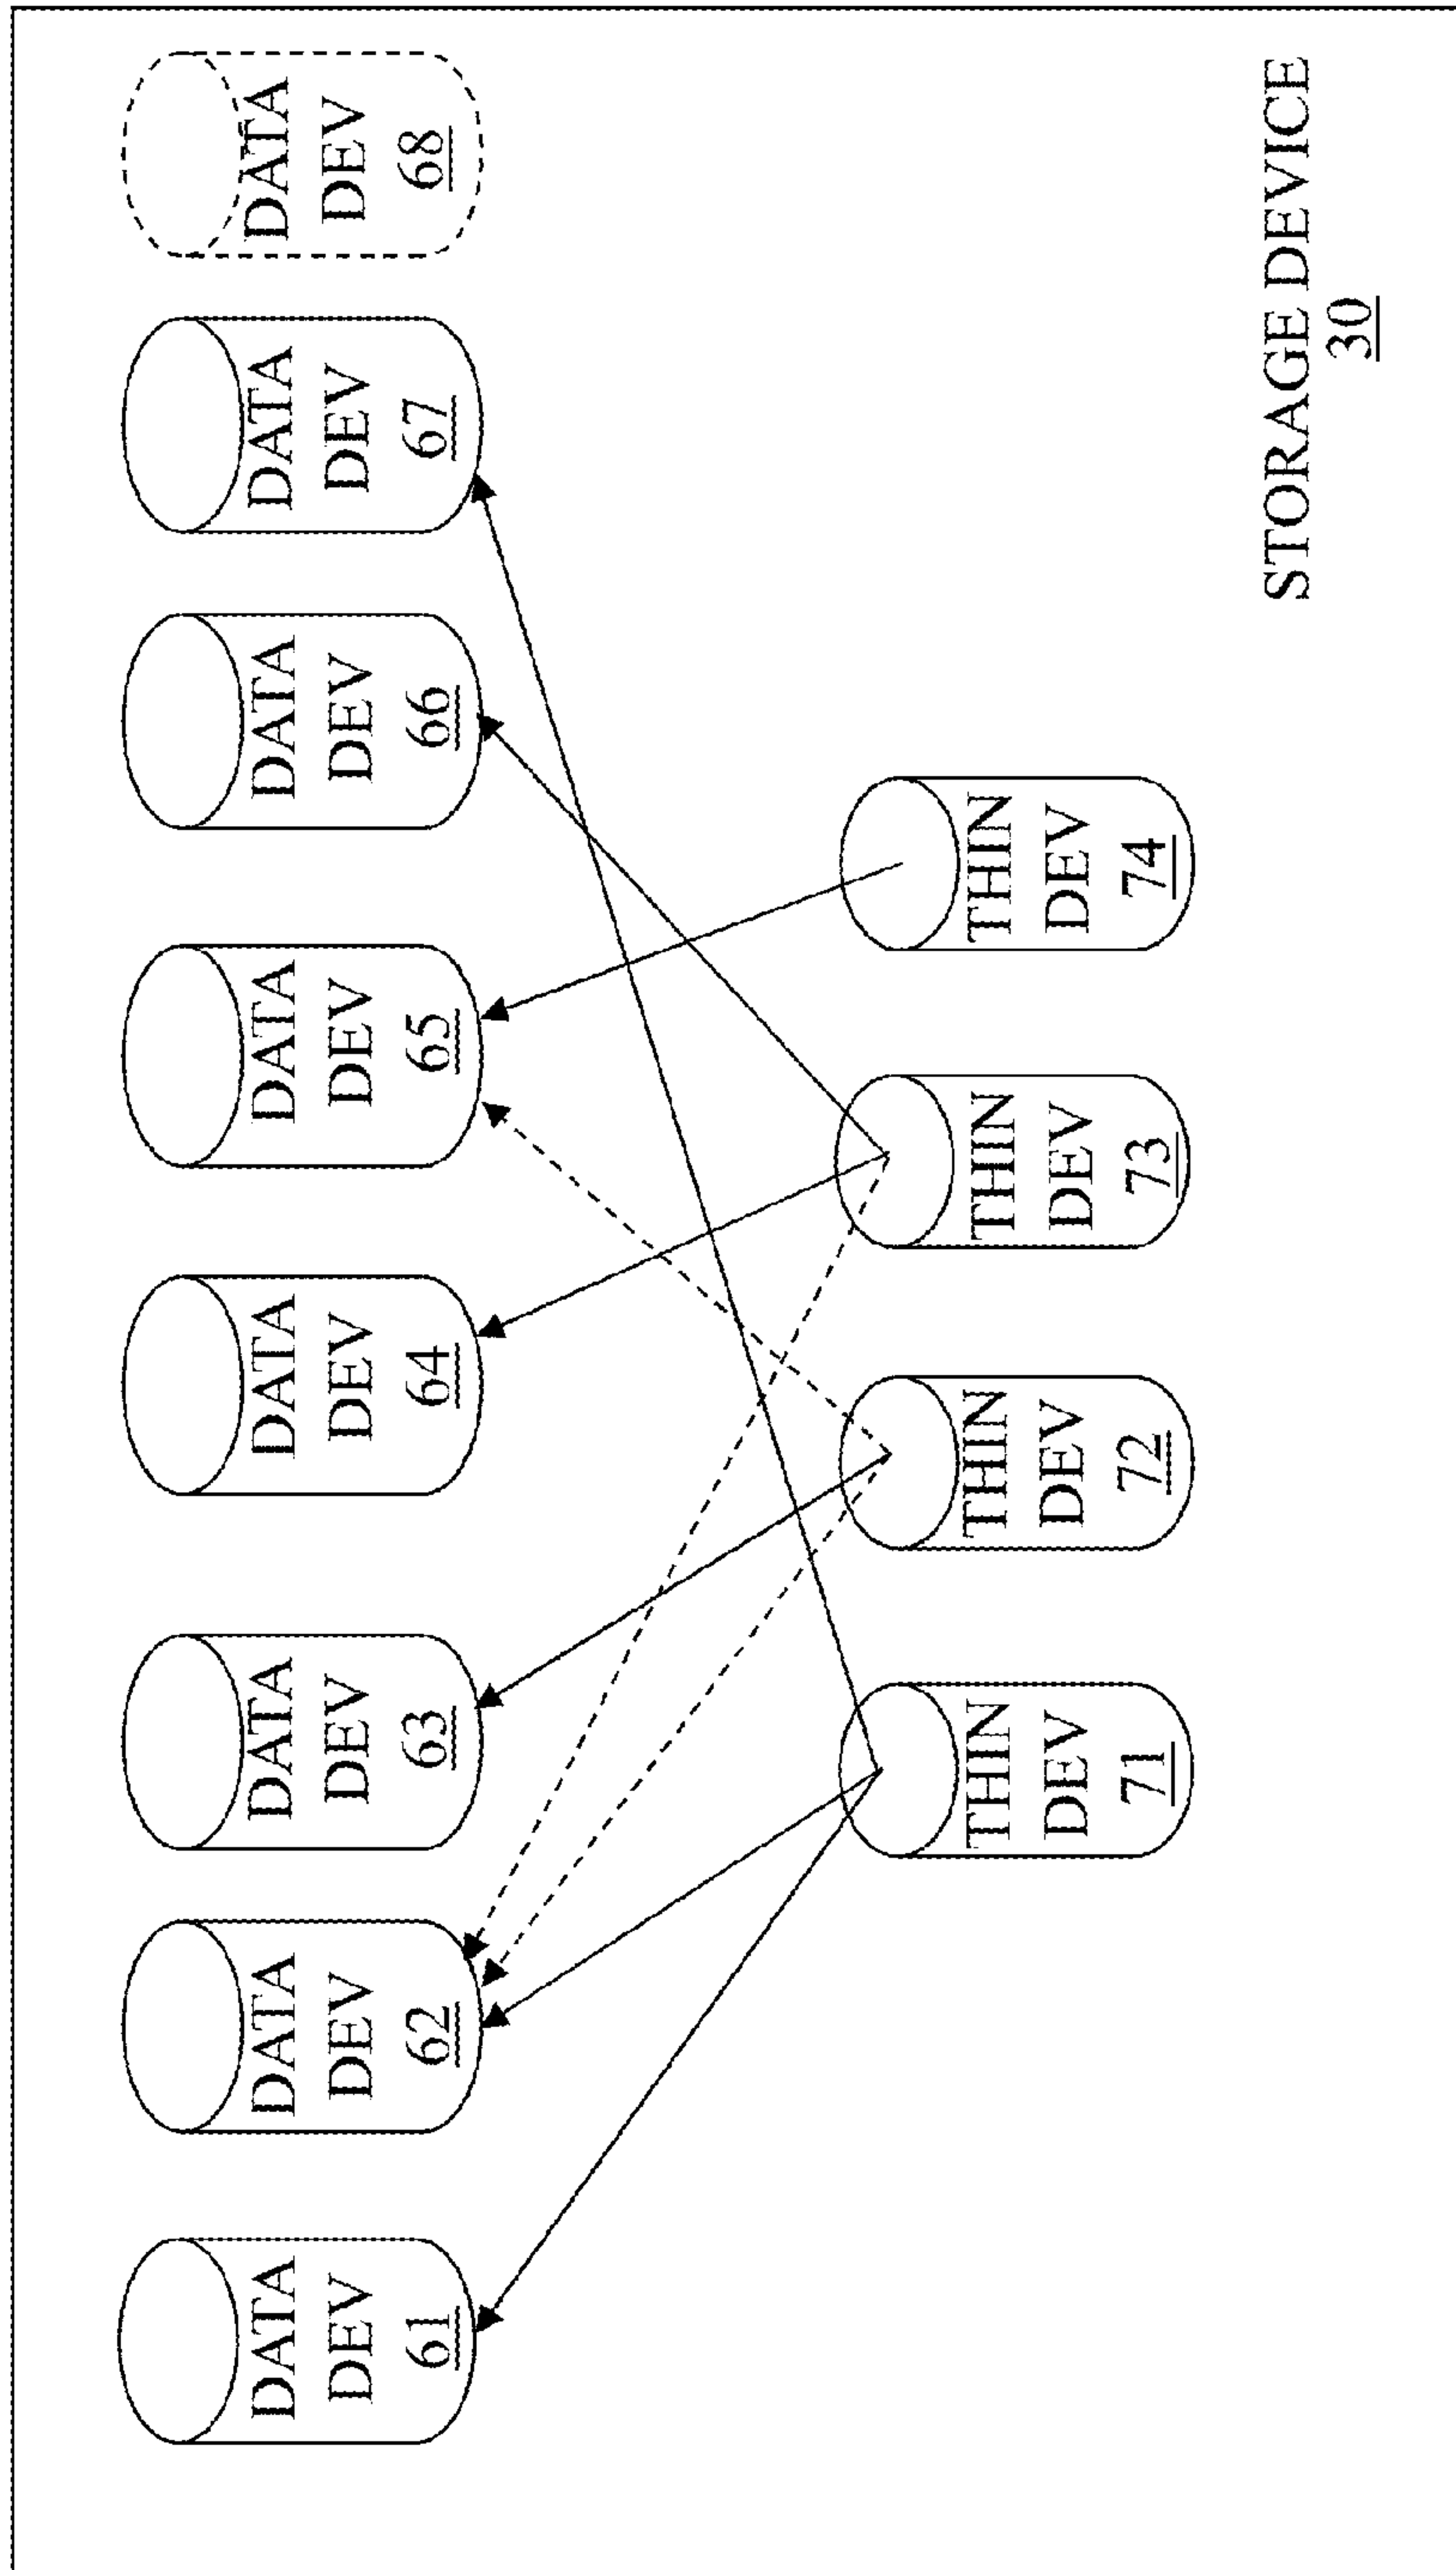 DATA
DEV
61
DATA
DEV
62
DATA
DEV
63
DATA
DEV
64
DATA
DEV
65
DATA
DEV
66
DATA
DEV
67
DATA
DEV
68
THIN
DEV
71
THIN
DEV
72
THIN
DEV
73
THIN
DEV
74
STORAGE DEVICE
30